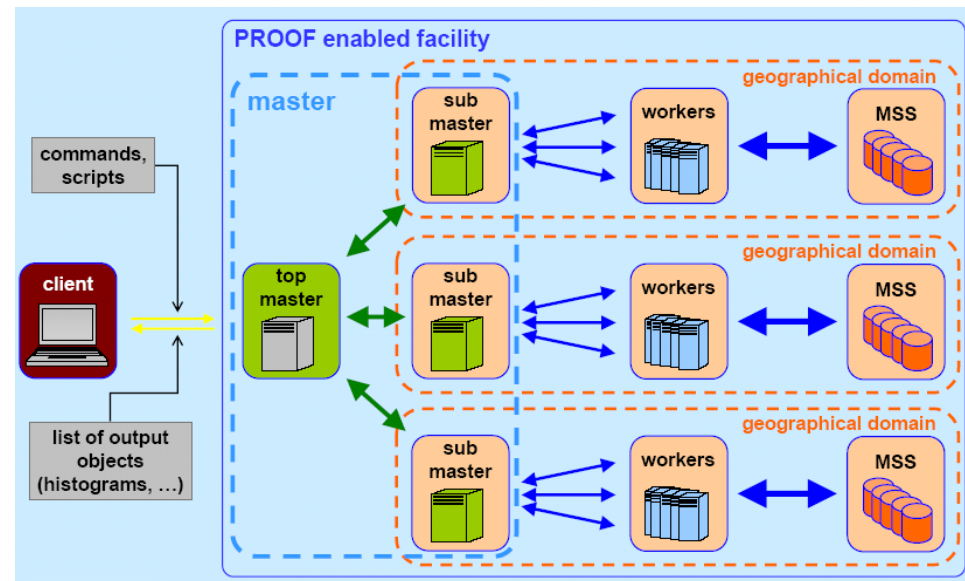 PROOF enabled facility
master
commands,
scripts
client
list of output
objects
(histograms, …)
top
master
geographical domain
sub
master
workers
MSS
geographical domain
sub
master
workers
MSS
geographical domain
sub
master
workers
MSS